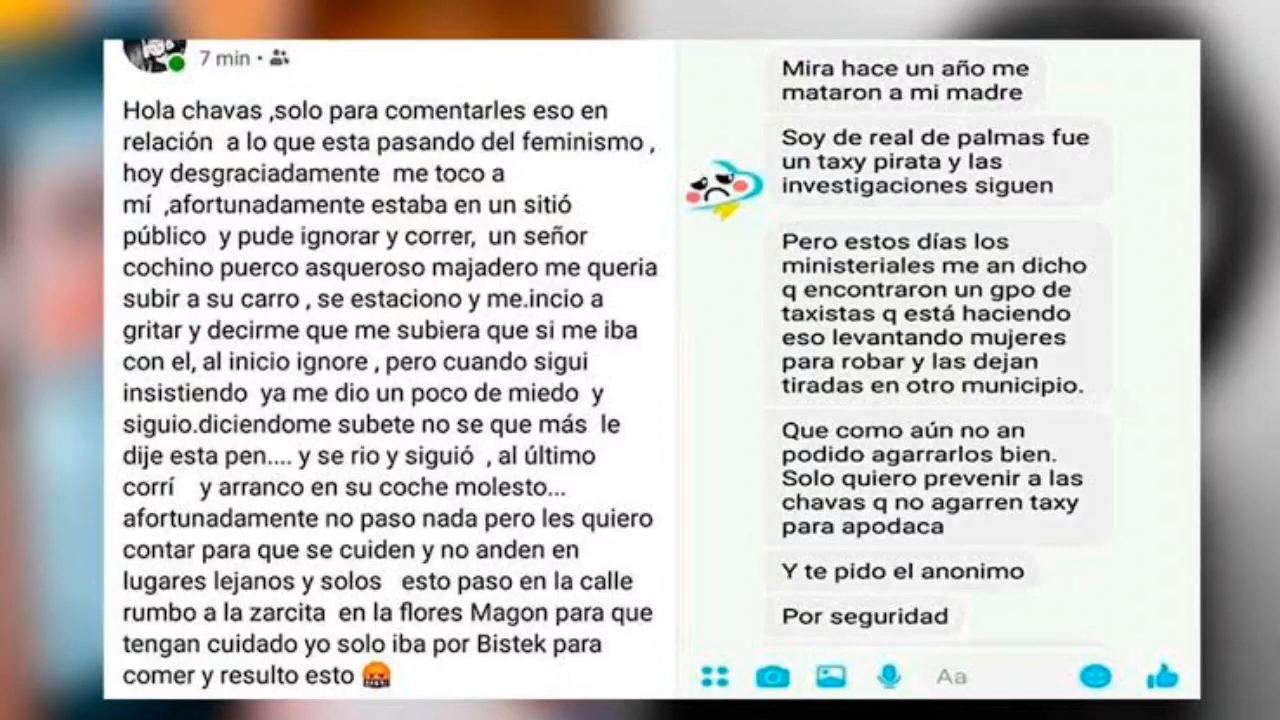 7 min
Hola chavas ,solo para comentarles eso en
relación a lo que esta pasando del feminismo ,
hoy desgraciadamente me toco a
mí ,afortunadamente estaba en un sitió
público y pude ignorar y correr, un señor
cochino puerco asqueroso majadero me queria
subir a su carro , se estaciono y me.incio a
gritar y decirme que me subiera que si me iba
con el, al inicio ignore , pero cuando sigui
insistiendo ya me dio un poco de miedo y
siguio.diciendome subete no se que más le
dije esta pen.... y se rio y siguió , al último
corrí y arranco en su coche molesto...
afortunadamente no paso nada pero les quiero
contar para que se cuiden y no anden en
lugares lejanos y solos esto paso en la calle
rumbo a la zarcita en la flores Magon para que
tengan cuidado yo solo iba por Bistek para
comer y resulto esto 🤬
Mira hace un año me
mataron a mi madre
Soy de real de palmas fue
un taxy pirata y las
investigaciones siguen
Pero estos días los
ministeriales me an dicho
q encontraron un gpo de
taxistas q está haciendo
eso levantando mujeres
para robar y las dejan
tiradas en otro municipio.
Que como aún no an
podido agarrarlos bien.
Solo quiero prevenir a las
chavas q no agarren taxy
para apodaca
Y te pido el anonimo
Por seguridad
Aa